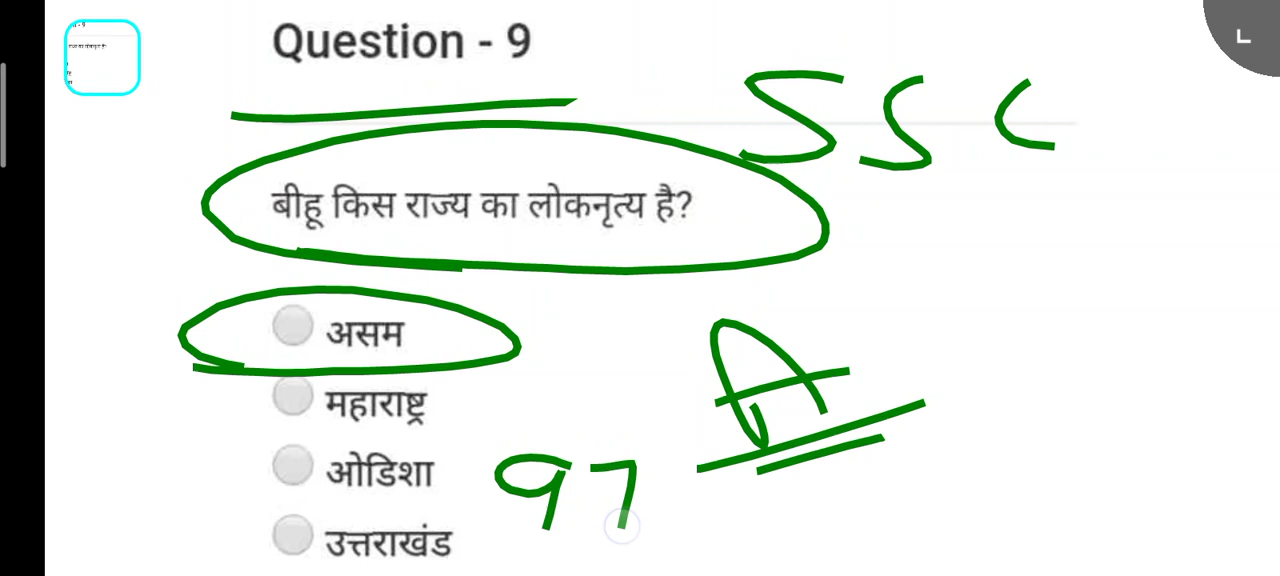 Question - 9
SSC
बीहू किस राज्य का लोकनृत्य है?
असम
A
महाराष्ट्र
ओडिशा
97
उत्तराखंड
L